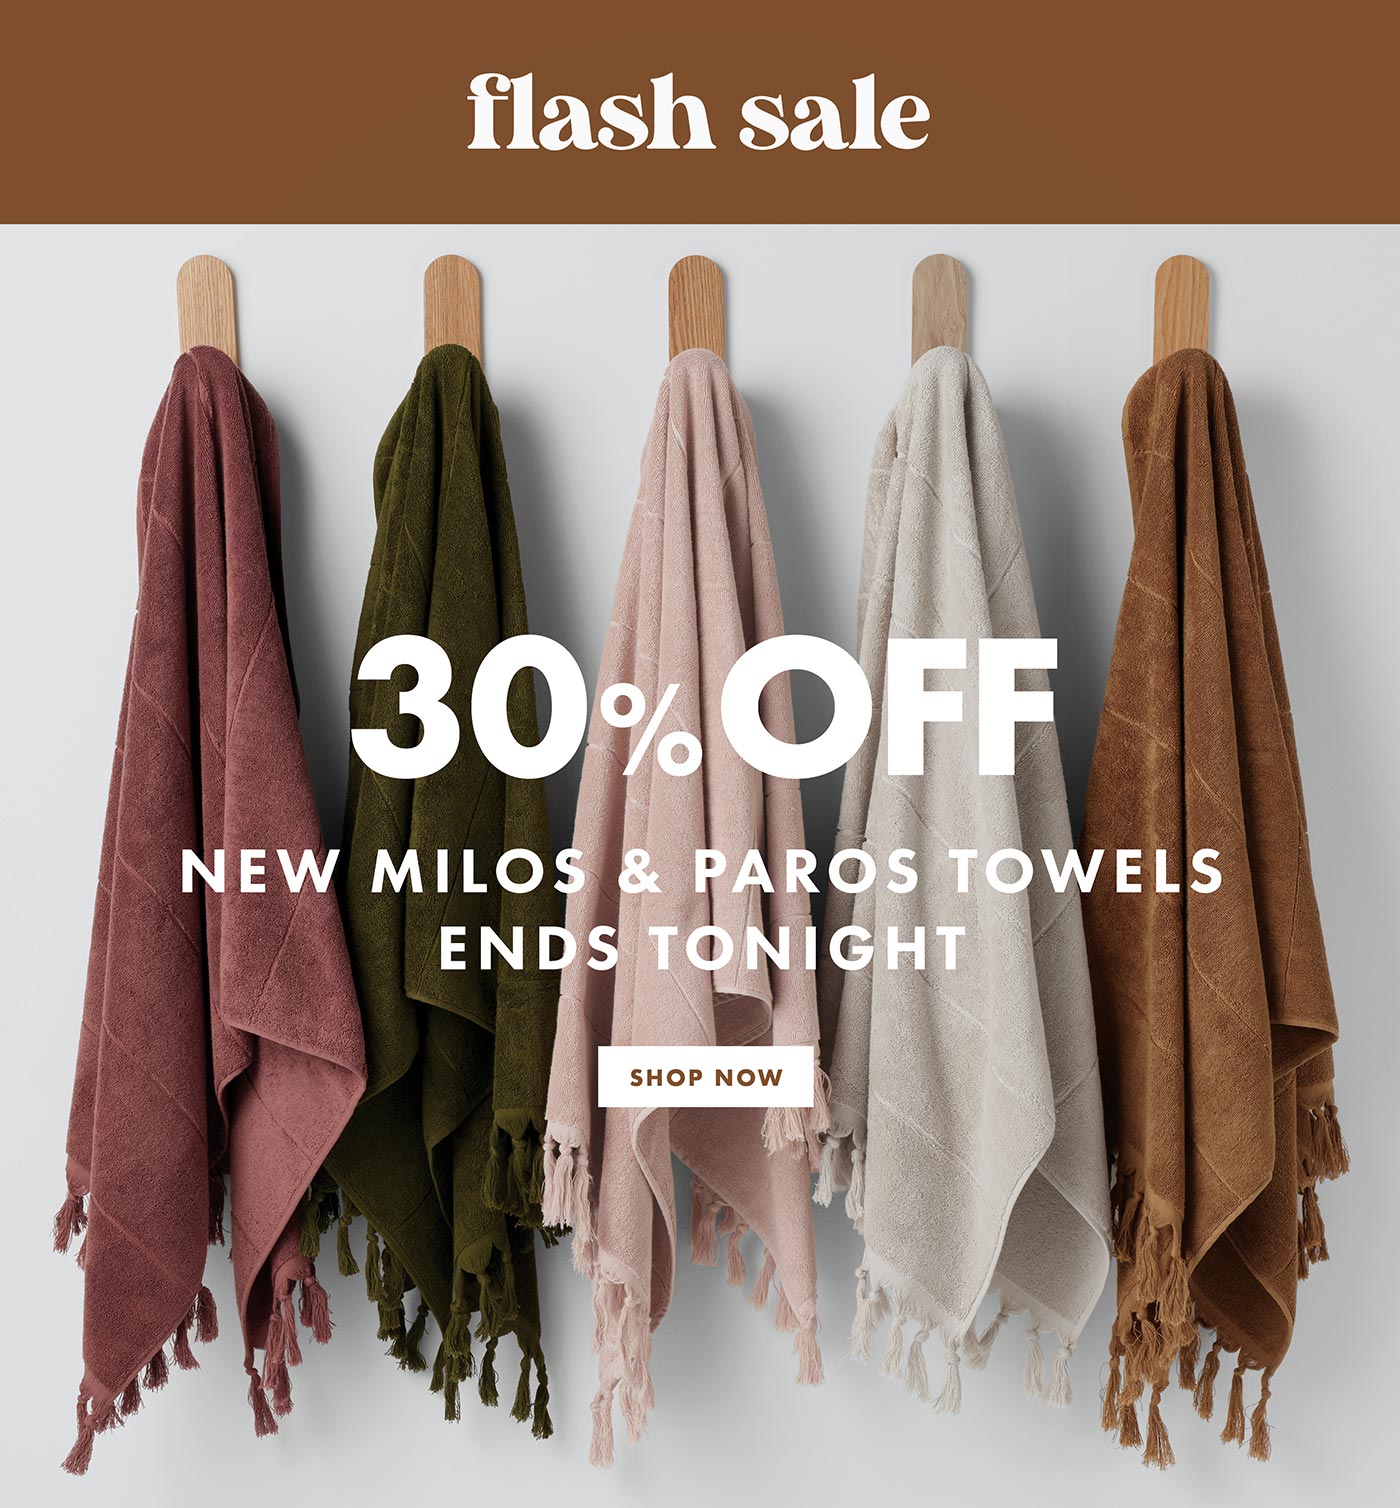 flash sale
30% OFF
NEW MILOS & PAROS TOWELS
ENDS TONIGHT
SHOP NOW